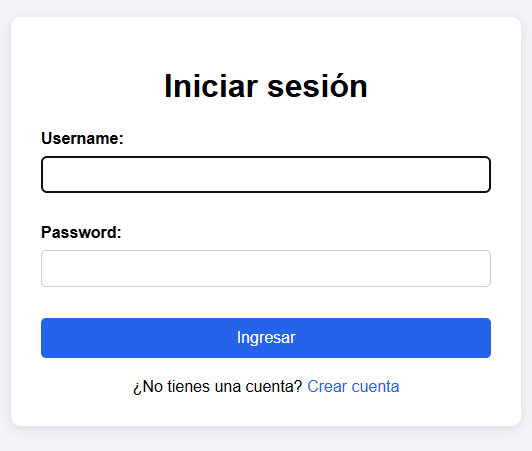 Iniciar sesión
Username:
Password:
Ingresar
¿No tienes una cuenta? Crear cuenta